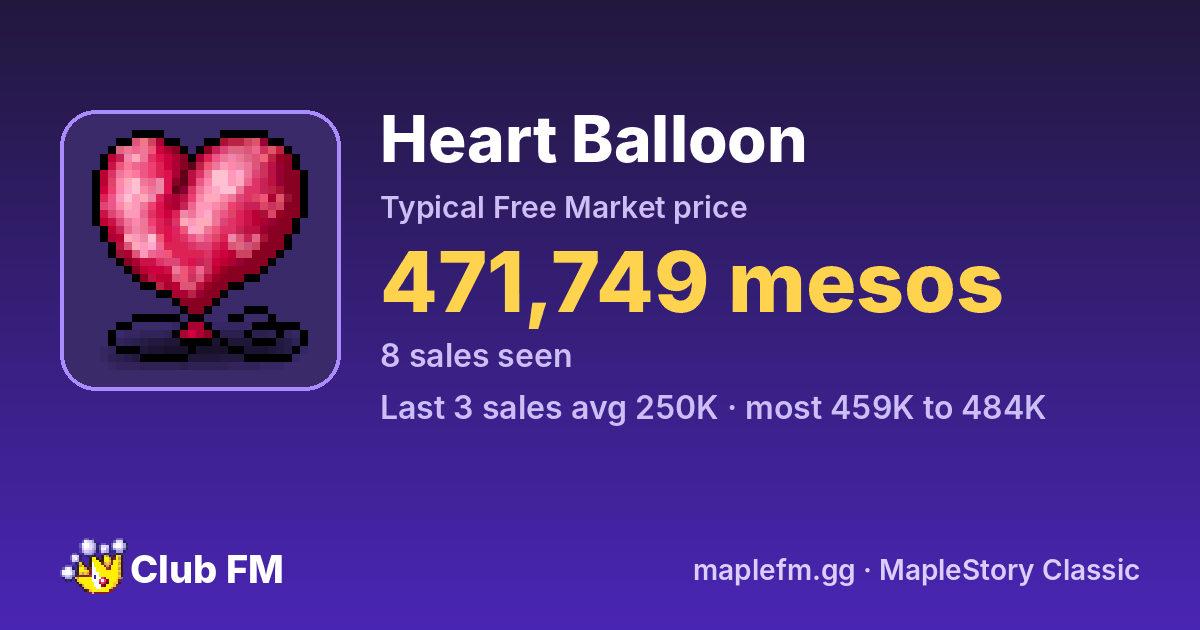 Heart Balloon
Typical Free Market price
471,749 mesos
8 sales seen
Last 3 sales avg 250K · most 459K to 484K
Club FM
maplefm.gg · MapleStory Classic